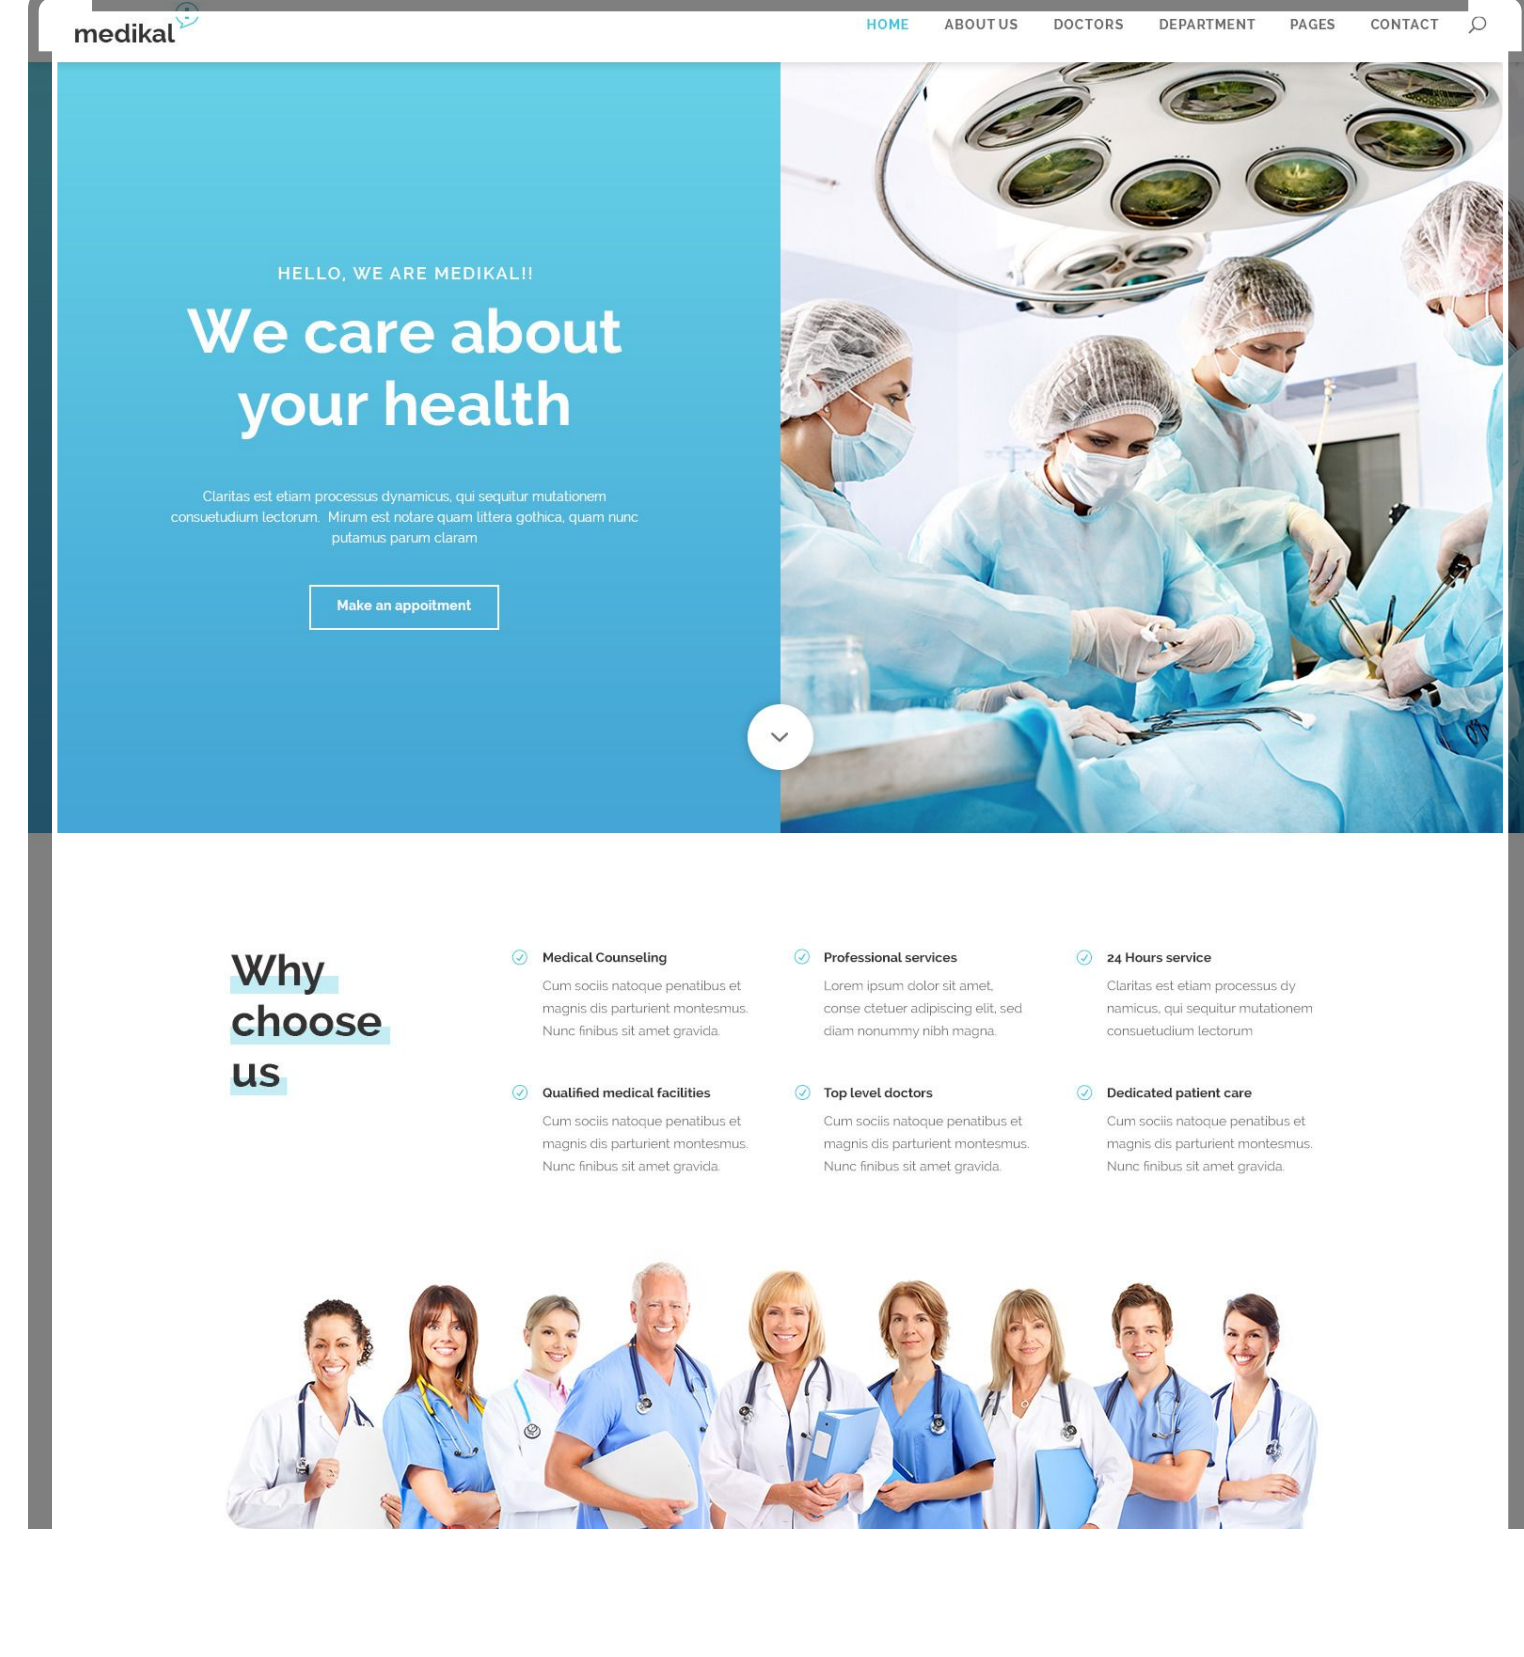 medikal
HOME ABOUT US DOCTORS DEPARTMENT PAGES CONTACT
HELLO, WE ARE MEDIKAL!!
We care about
your health
Claritas est etiam processus dynamicus, qui sequitur mutationem
consuetudium lectorum. Mirum est notare quam littera gothica, quam nunc
putamus parum claram
Make an appoitment
Why
choose
us
Medical Counseling
Cum sociis natoque penatibus et
magnis dis parturient montesmus.
Nunc finibus sit amet gravida.
Professional services
Lorem ipsum dolor sit amet,
conse ctetuer adipiscing elit, sed
diam nonummy nibh magna.
24 Hours service
Claritas est etiam processus dy
namicus, qui sequitur mutationem
consuetudium lectorum
Qualified medical facilities
Cum sociis natoque penatibus et
magnis dis parturient montesmus.
Nunc finibus sit amet gravida.
Top level doctors
Cum sociis natoque penatibus et
magnis dis parturient montesmus.
Nunc finibus sit amet gravida.
Dedicated patient care
Cum sociis natoque penatibus et
magnis dis parturient montesmus.
Nunc finibus sit amet gravida.